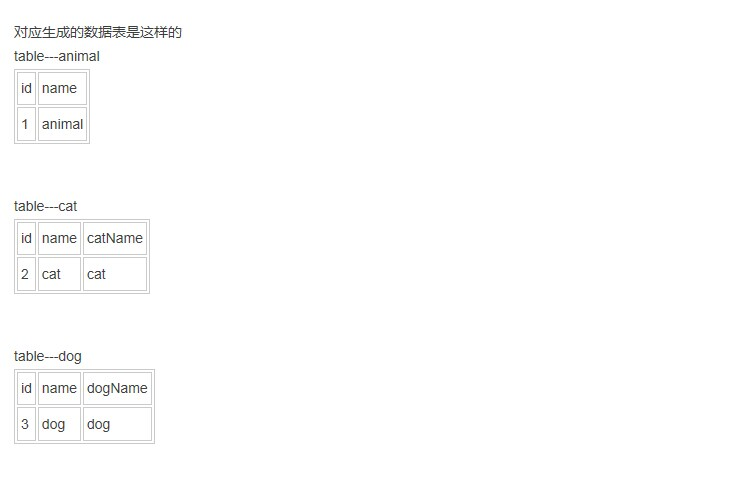 对应生成的数据表是这样的
table---animal
id name
1 animal
table---cat
id name catName
2 cat cat
table---dog
id name dogName
3 dog dog